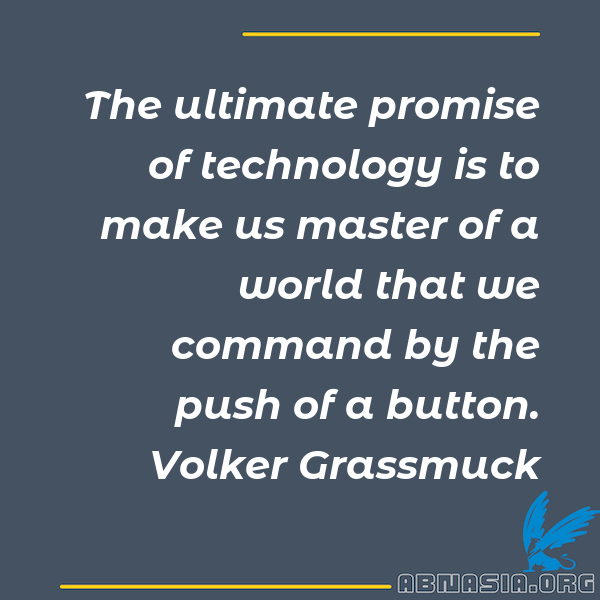 The ultimate promise
of technology is to
make us master of a
world that we
command by the
push of a button.
Volker Grassmuck
ABNASIA.ORG